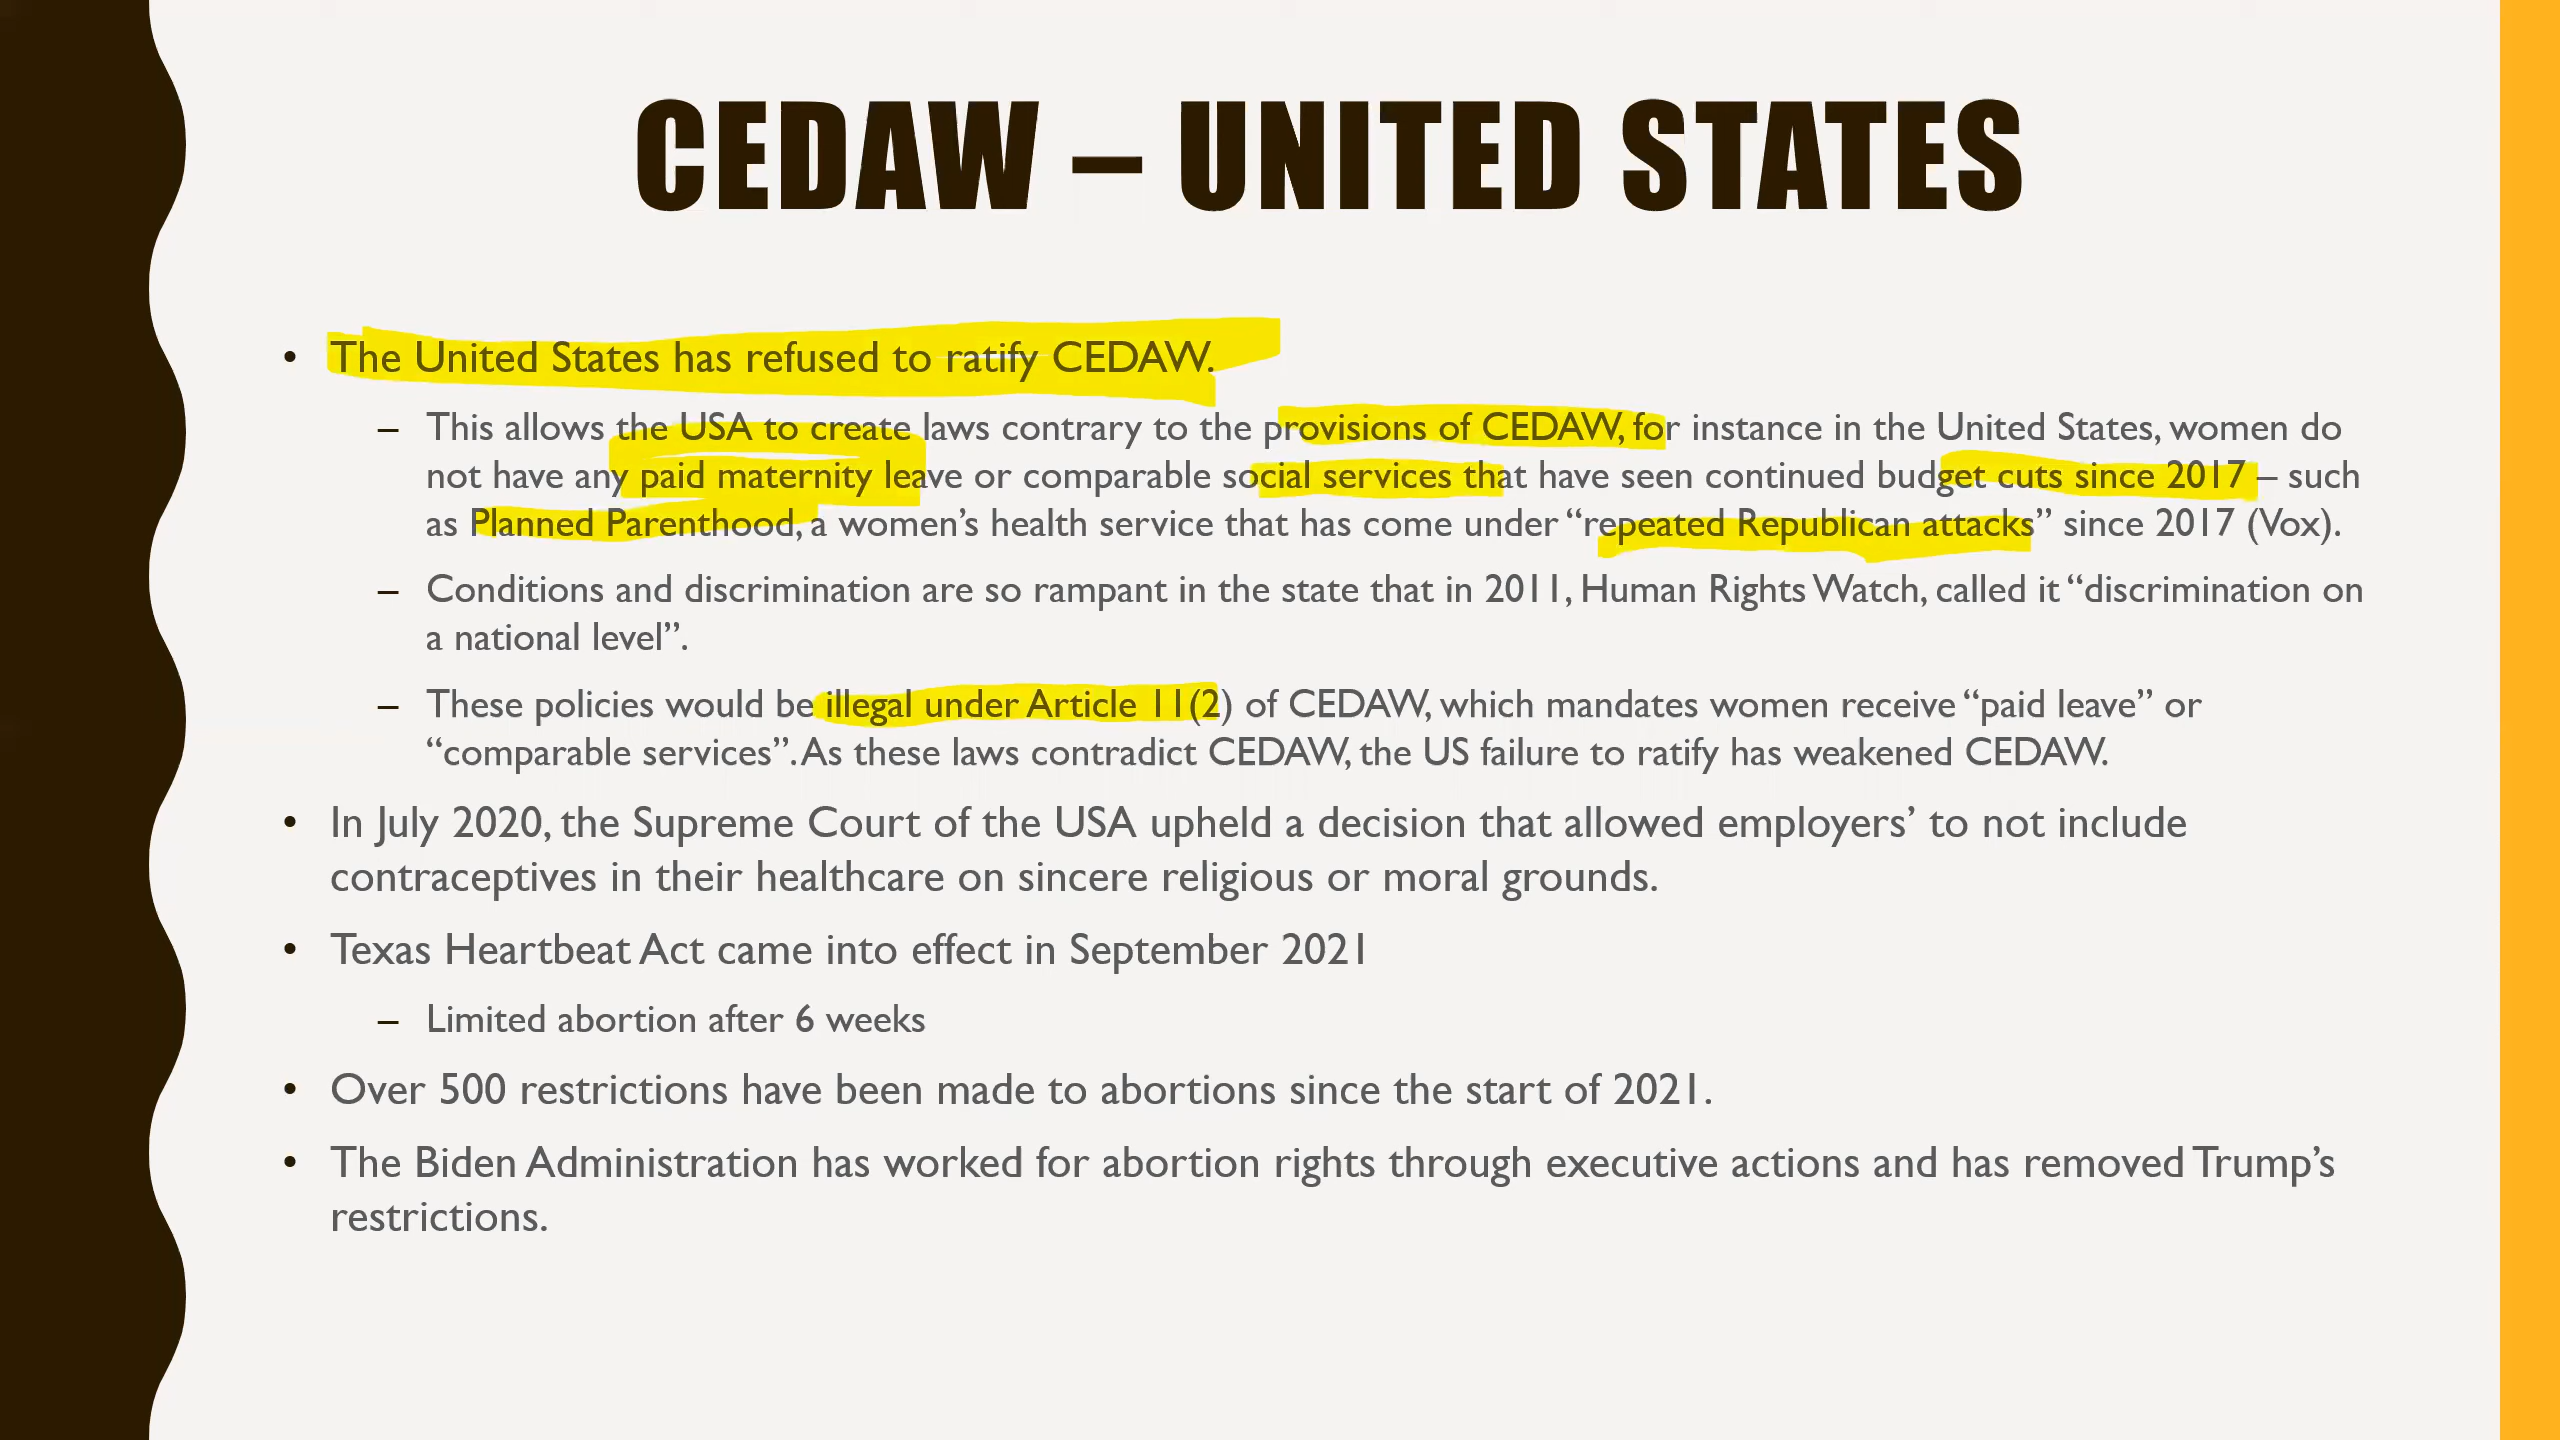 CEDAW – UNITED STATES
• The United States has refused to ratify CEDAW.
– This allows the USA to create laws contrary to the provisions of CEDAW, for instance in the United States, women do
not have any paid maternity leave or comparable social services that have seen continued budget cuts since 2017 – such
as Planned Parenthood, a women’s health service that has come under “repeated Republican attacks” since 2017 (Vox).
– Conditions and discrimination are so rampant in the state that in 2011, Human Rights Watch, called it “discrimination on
a national level”.
– These policies would be illegal under Article 11(2) of CEDAW, which mandates women receive “paid leave” or
“comparable services”. As these laws contradict CEDAW, the US failure to ratify has weakened CEDAW.
• In July 2020, the Supreme Court of the USA upheld a decision that allowed employers’ to not include
contraceptives in their healthcare on sincere religious or moral grounds.
• Texas Heartbeat Act came into effect in September 2021
– Limited abortion after 6 weeks
• Over 500 restrictions have been made to abortions since the start of 2021.
• The Biden Administration has worked for abortion rights through executive actions and has removed Trump’s
restrictions.